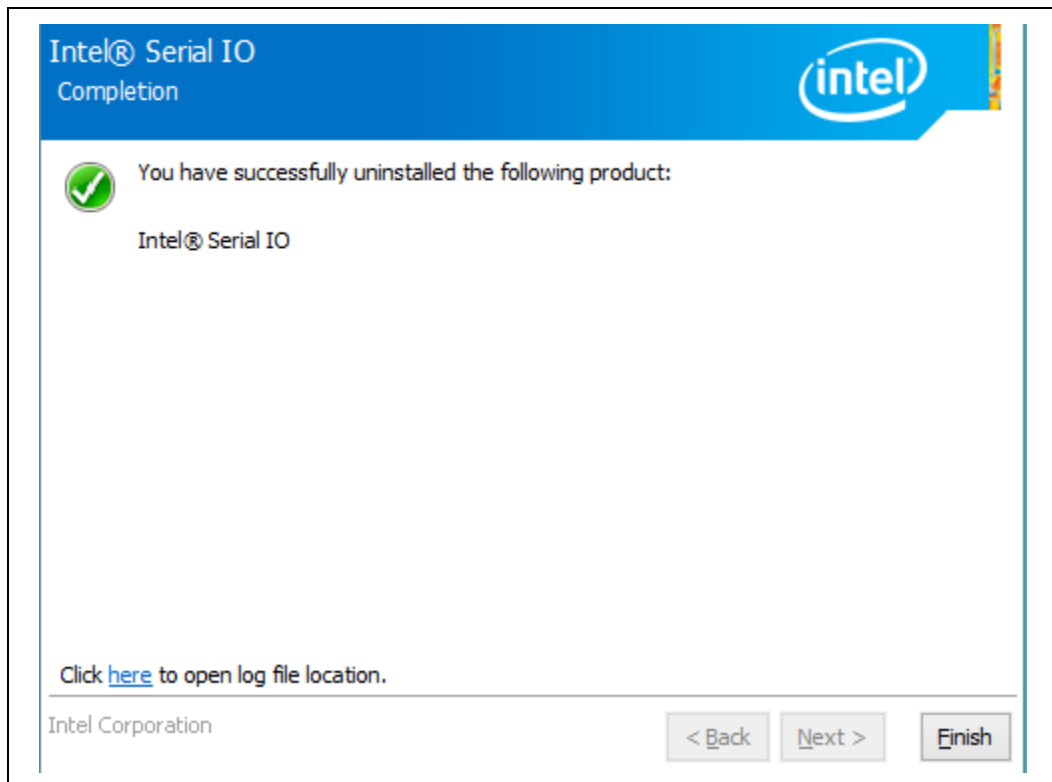 Intel® Serial IO
Completion
intel
You have successfully uninstalled the following product:
Intel® Serial IO
Click here to open log file location.
Intel Corporation
< Back
Next >
Finish